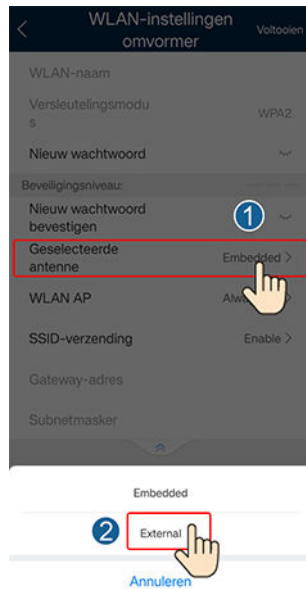 WLAN-instellingen
omvormer
Voltooien
WLAN-naam
Versleutelingsmodu
s
WPA2
Nieuw wachtwoord
Beveiligingsniveau:
Nieuw wachtwoord
bevestigen
1
Geselecteerde
antenne
Embedded
WLAN AP
Alwa
SSID-verzending
Enable
Gateway-adres
Subnetmasker
Embedded
2
External
Annuleren